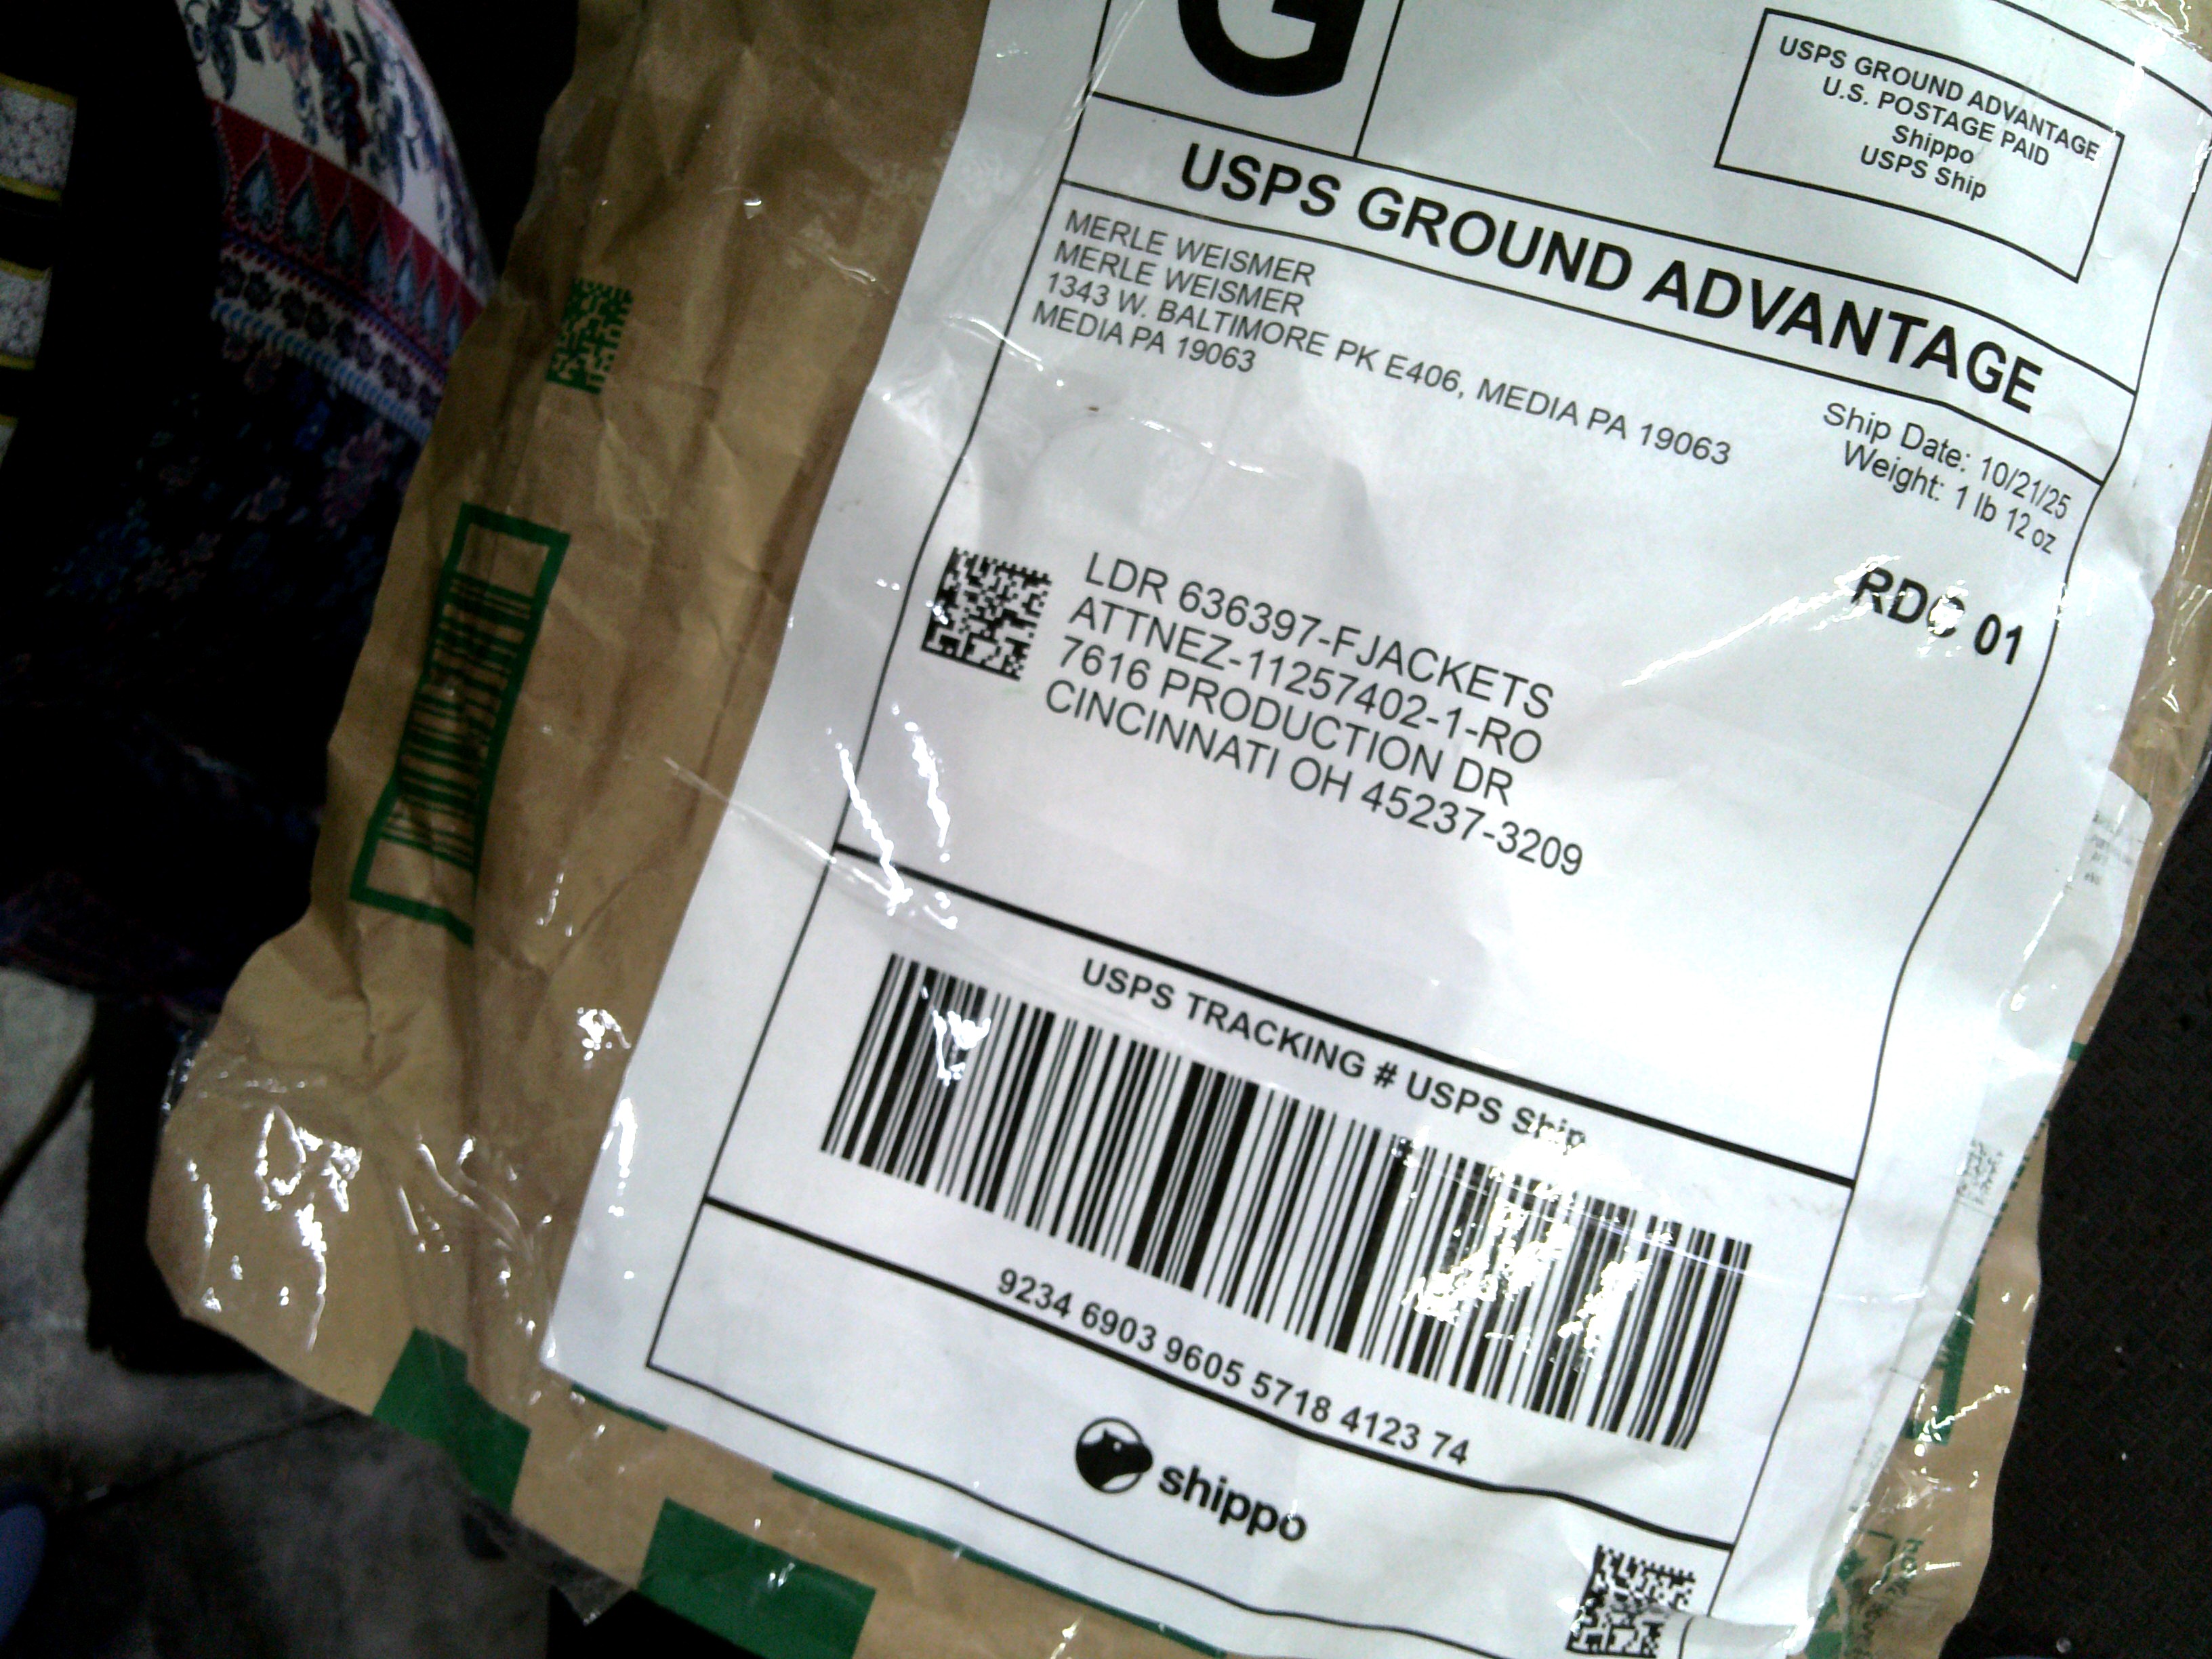 G
USPS GROUND ADVANTAGE
U.S. POSTAGE PAID
Shippo
USPS Ship
USPS GROUND ADVANTAGE
MERLE WEISMER
MERLE WEISMER
1343 W. BALTIMORE PK E406, MEDIA PA 19063
MEDIA PA 19063
Ship Date: 10/21/25
Weight: 1 lb 12 oz
RDC 01
LDR 636397-FJACKETS
ATTNEZ-11257402-1-RO
7616 PRODUCTION DR
CINCINNATI OH 45237-3209
USPS TRACKING # USPS Ship
9234 6903 9605 5718 4123 74
shippo